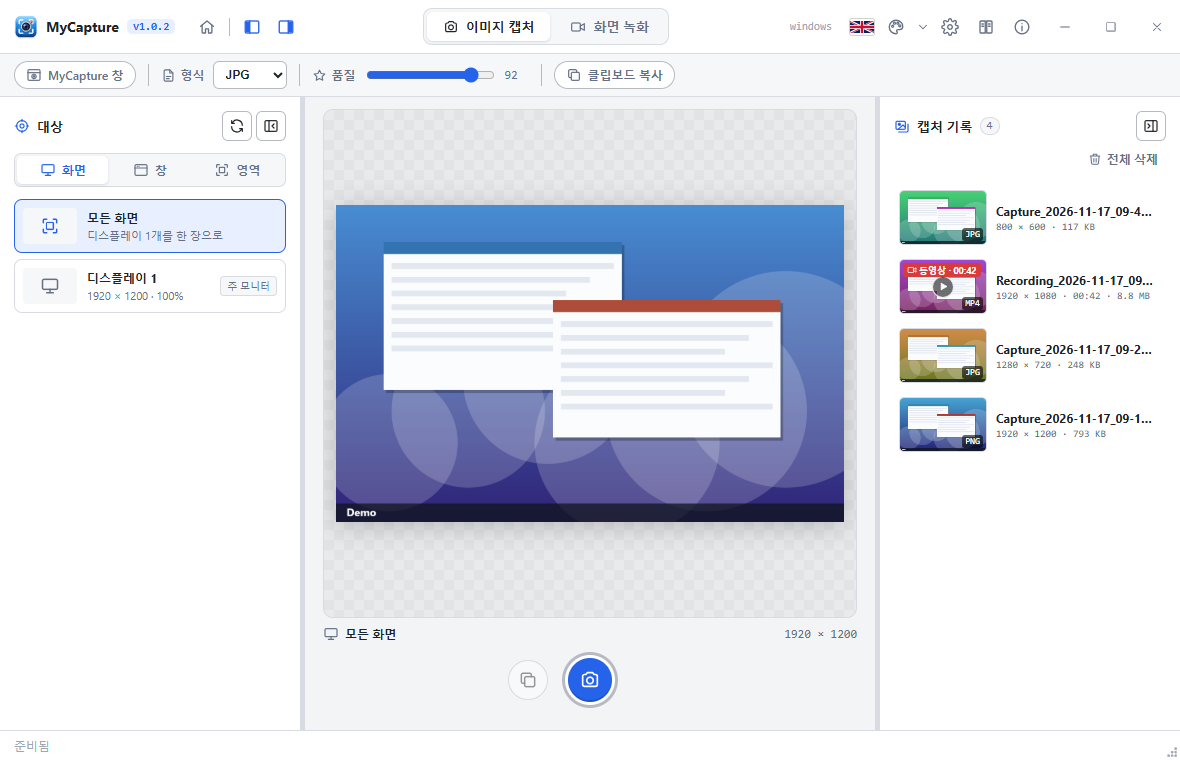 MyCapture v1.0.2
이미지 캡처
화면 녹화
windows
MyCapture 창
형식
JPG
품질
92
클립보드 복사
대상
화면
창
영역
모든 화면
디스플레이 1개를 한 장으로
디스플레이 1
1920 × 1200 · 100%
주 모니터
Demo
모든 화면
1920 × 1200
캡처 기록 4
전체 삭제
JPG
Capture_2026-11-17_09-4...
800 × 600 · 117 KB
동영상 · 00:42
MP4
Recording_2026-11-17_09...
1920 × 1080 · 00:42 · 8.8 MB
JPG
Capture_2026-11-17_09-2...
1280 × 720 · 248 KB
PNG
Capture_2026-11-17_09-1...
1920 × 1200 · 793 KB
준비됨